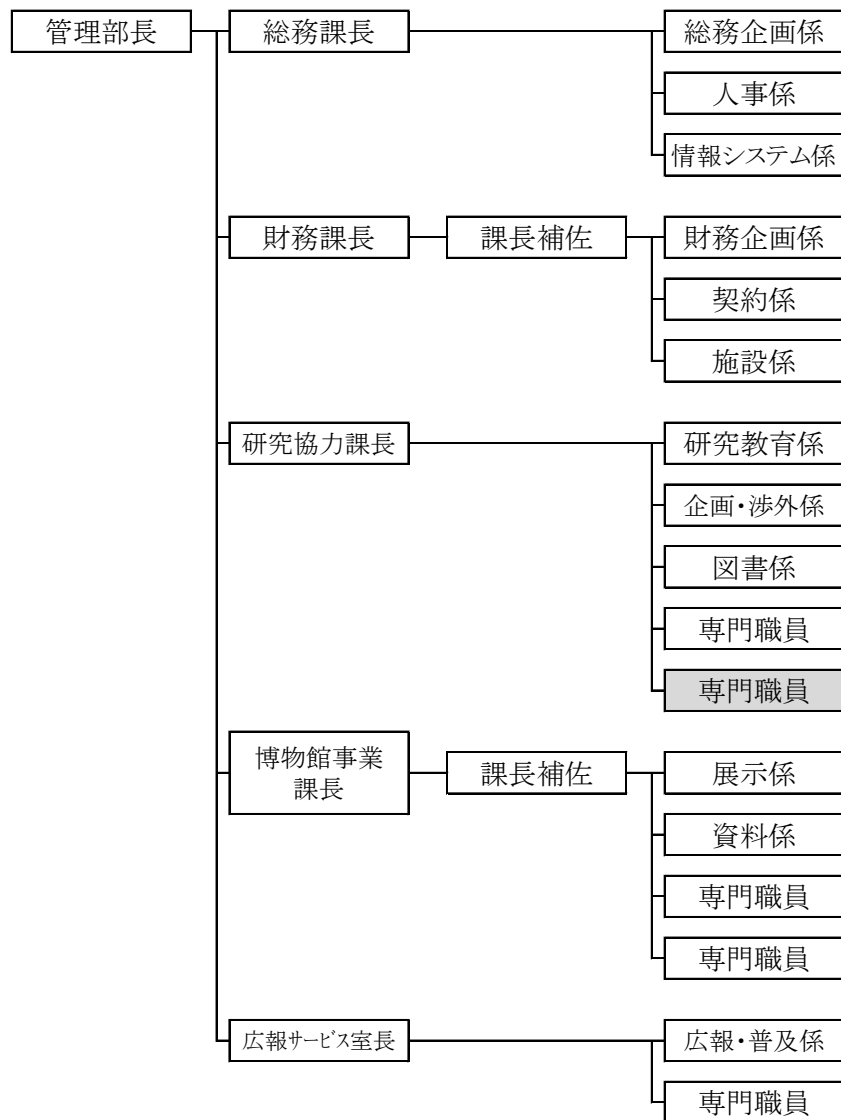 管理部長
総務課長
総務企画係
人事係
情報システム係
財務課長
課長補佐
財務企画係
契約係
施設係
研究協力課長
研究教育係
企画・渉外係
図書係
専門職員
専門職員
博物館事業
課長
課長補佐
展示係
資料係
専門職員
専門職員
広報サービス室長
広報・普及係
専門職員